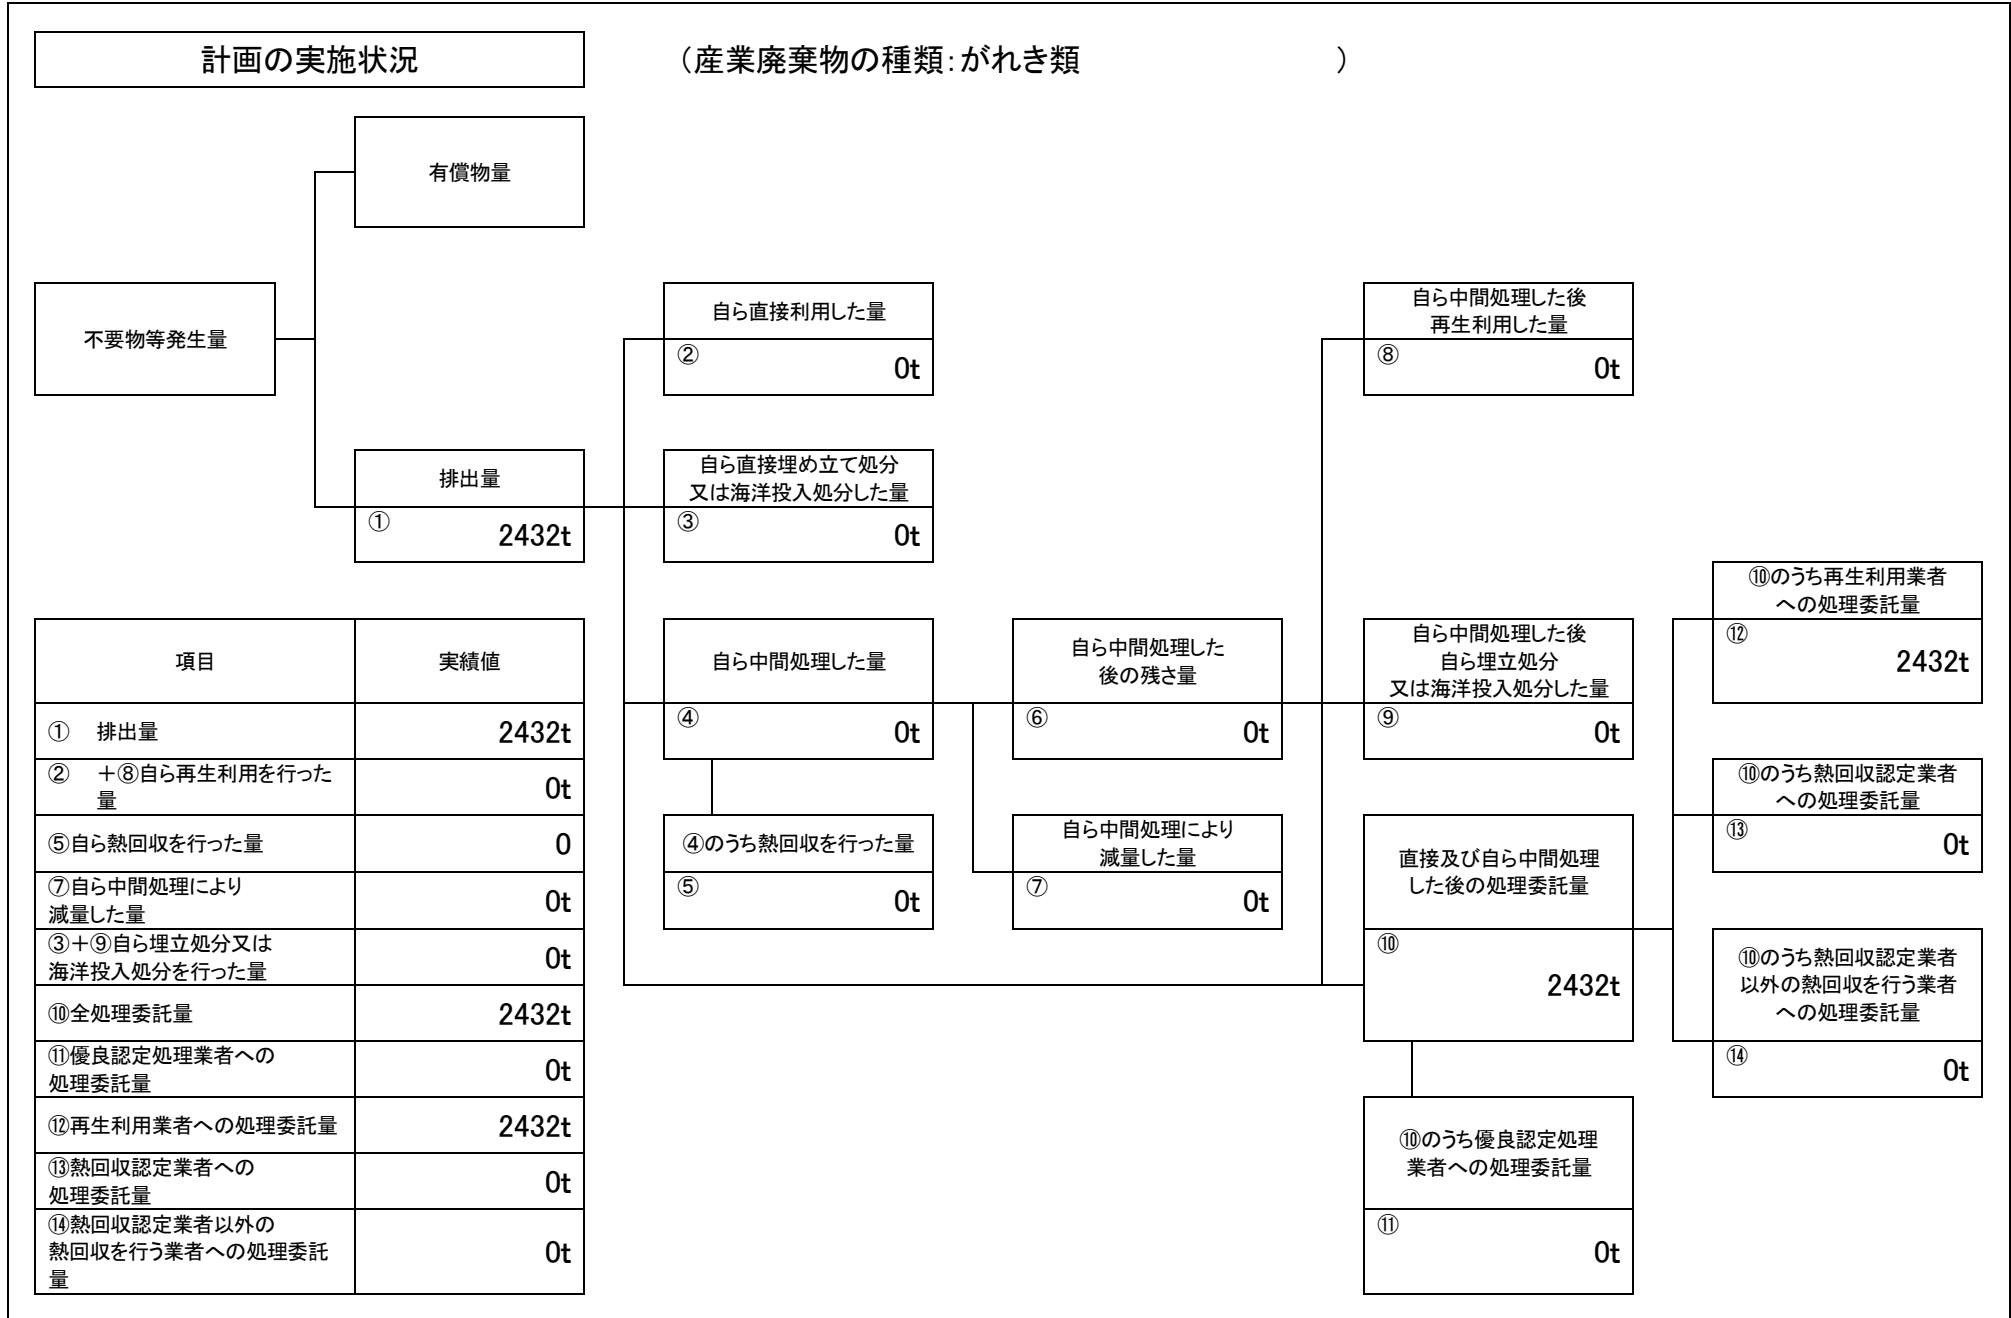 計画の実施状況
（産業廃棄物の種類：がれき類　　　　　　　　）
有償物量
不要物等発生量
排出量
①
2432t
自ら直接利用した量
②
0t
自ら直接埋め立て処分
又は海洋投入処分した量
③
0t
自ら中間処理した量
④
0t
④のうち熱回収を行った量
⑤
0t
自ら中間処理した
後の残さ量
⑥
0t
自ら中間処理により
減量した量
⑦
0t
自ら中間処理した後
再生利用した量
⑧
0t
自ら中間処理した後
自ら埋立処分
又は海洋投入処分した量
⑨
0t
直接及び自ら中間処理
した後の処理委託量
⑩
2432t
⑩のうち優良認定処理
業者への処理委託量
⑪
0t
⑩のうち再生利用業者
への処理委託量
⑫
2432t
⑩のうち熱回収認定業者
への処理委託量
⑬
0t
⑩のうち熱回収認定業者
以外の熱回収を行う業者
への処理委託量
⑭
0t
項目　実績値
①　排出量　2432t
②　＋⑧自ら再生利用を行った
量　0t
⑤自ら熱回収を行った量　0
⑦自ら中間処理により
減量した量　0t
③＋⑨自ら埋立処分又は
海洋投入処分を行った量　0t
⑩全処理委託量　2432t
⑪優良認定処理業者への
処理委託量　0t
⑫再生利用業者への処理委託量　2432t
⑬熱回収認定業者への
処理委託量　0t
⑭熱回収認定業者以外の
熱回収を行う業者への処理委託
量　0t